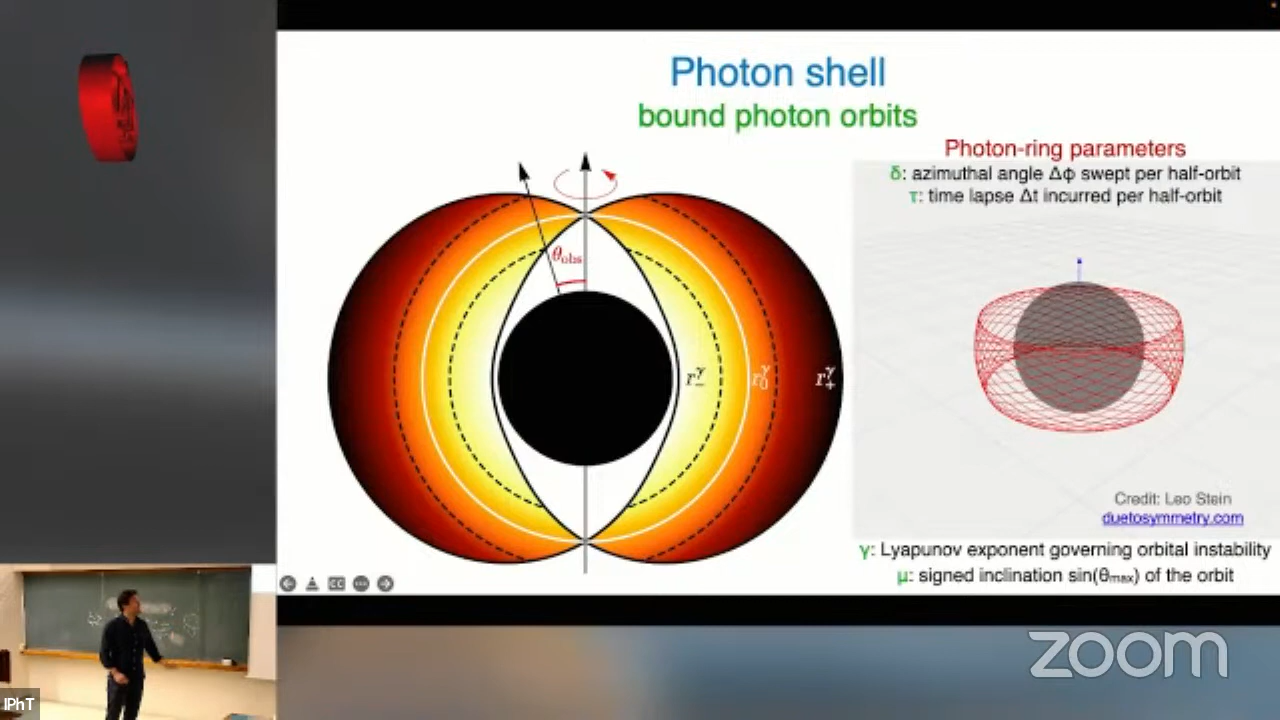 Photon shell
bound photon orbits
Photon-ring parameters
δ: azimuthal angle Δϕ swept per half-orbit
τ: time lapse Δt incurred per half-orbit
θobs
r₋^γ
r₀^γ
r₊^γ
Credit: Leo Stein
duetosymmetry.com
γ: Lyapunov exponent governing orbital instability
μ: signed inclination sin(θmax) of the orbit
CC
zoom
IPhT